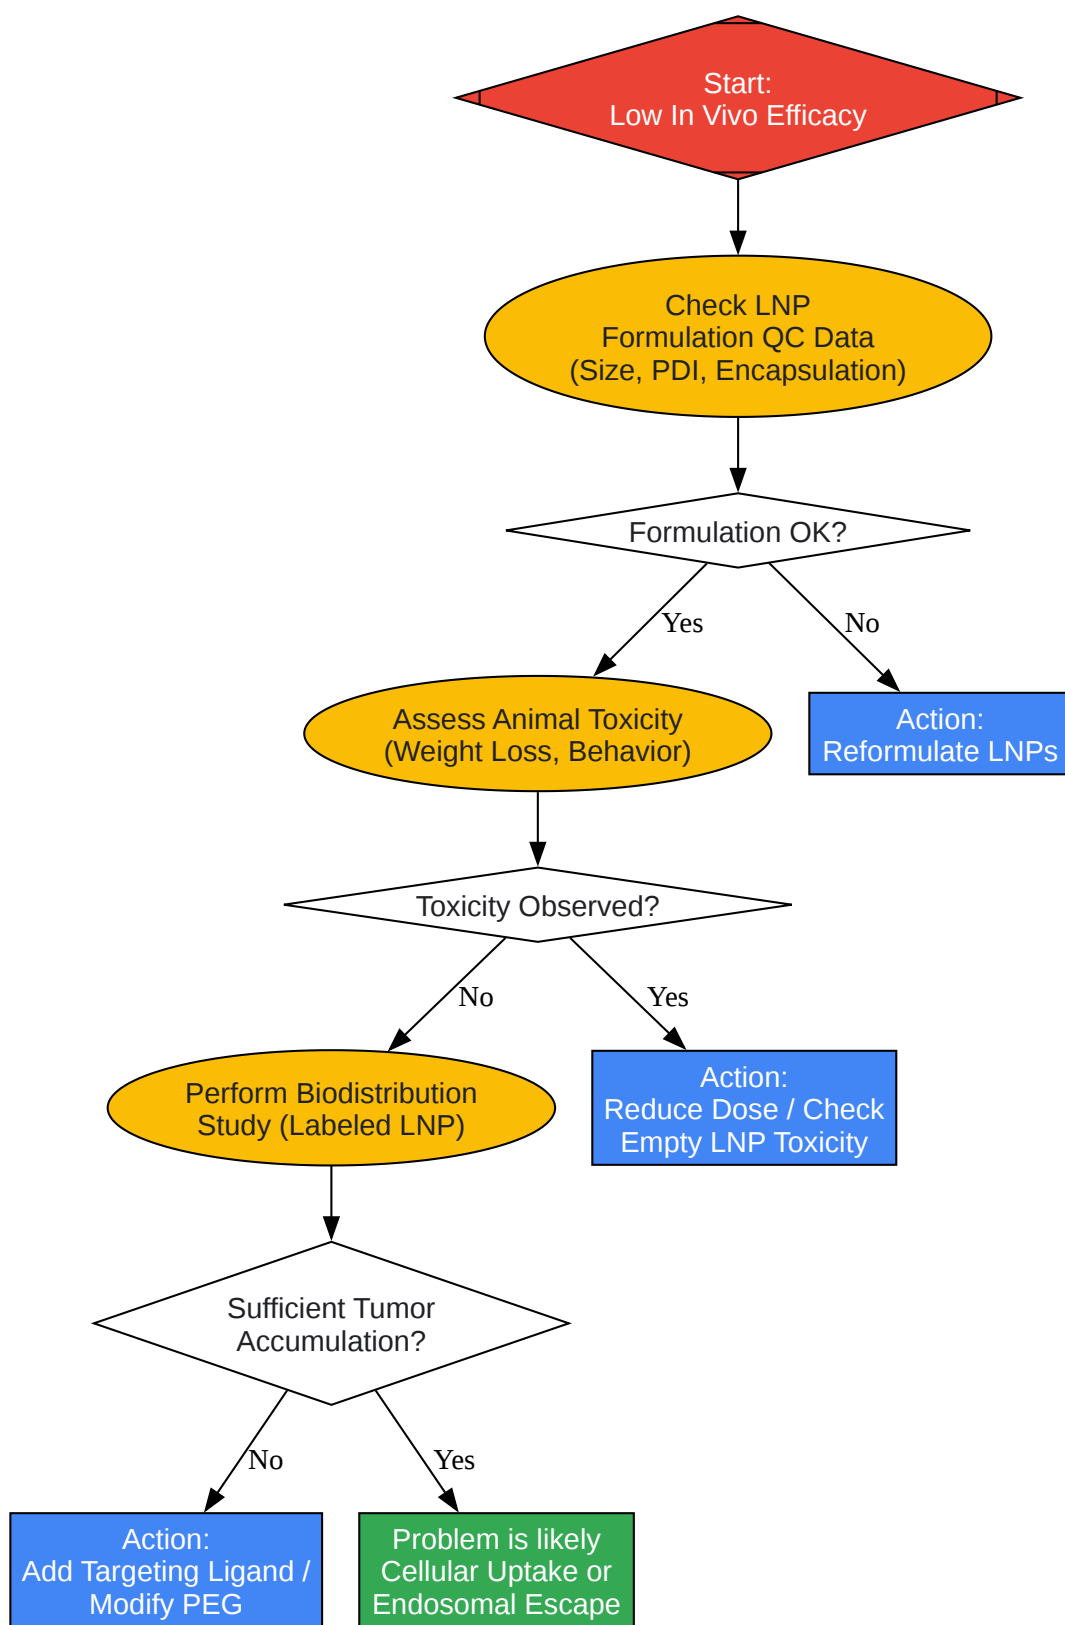 Start:
Low In Vivo Efficacy
Check LNP
Formulation QC Data
(Size, PDI, Encapsulation)
Formulation OK?
Yes
No
Assess Animal Toxicity
(Weight Loss, Behavior)
Action:
Reformulate LNPs
Toxicity Observed?
No
Yes
Perform Biodistribution
Study (Labeled LNP)
Action:
Reduce Dose / Check
Empty LNP Toxicity
Sufficient Tumor
Accumulation?
No
Yes
Action:
Add Targeting Ligand /
Modify PEG
Problem is likely
Cellular Uptake or
Endosomal Escape